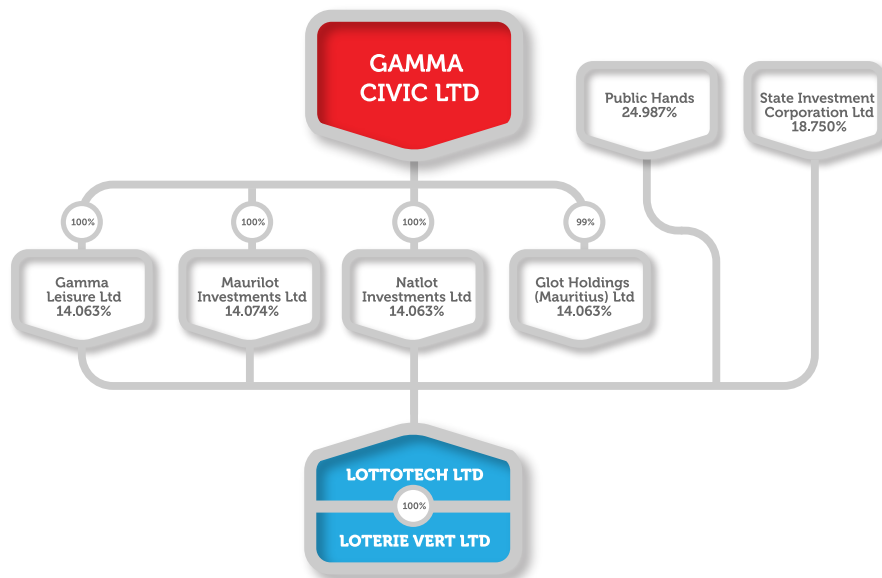 GAMMA
CIVIC LTD
Public Hands
24.987%
State Investment
Corporation Ltd
18.750%
100%
100%
100%
99%
Gamma
Leisure Ltd
14.063%
Maurilot
Investments Ltd
14.074%
Natlot
Investments Ltd
14.063%
Glot Holdings
(Mauritius) Ltd
14.063%
LOTTOTECH LTD
100%
LOTERIE VERT LTD